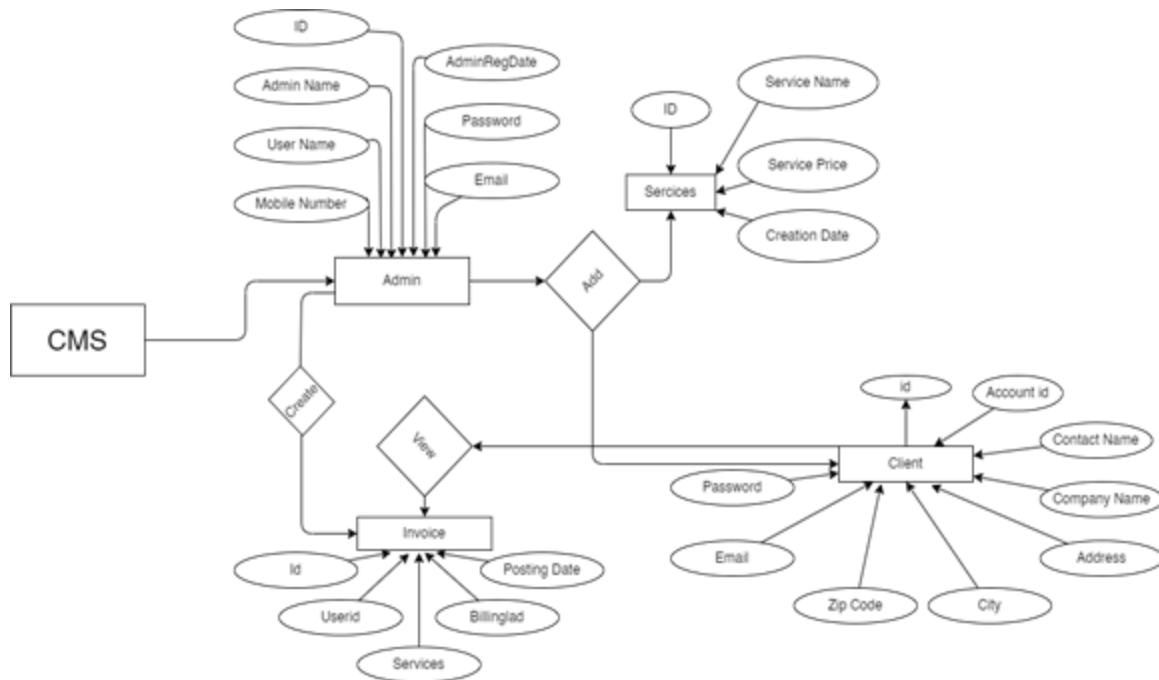 ID
AdminRegDate
Admin Name
Password
User Name
Email
Mobile Number
Admin
Service Name
ID
Service Price
Sercices
Creation Date
Add
CMS
Create
View
id
Account id
Contact Name
Client
Password
Company Name
Email
Address
Zip Code
City
Invoice
Id
Posting Date
Userid
Billinglad
Services